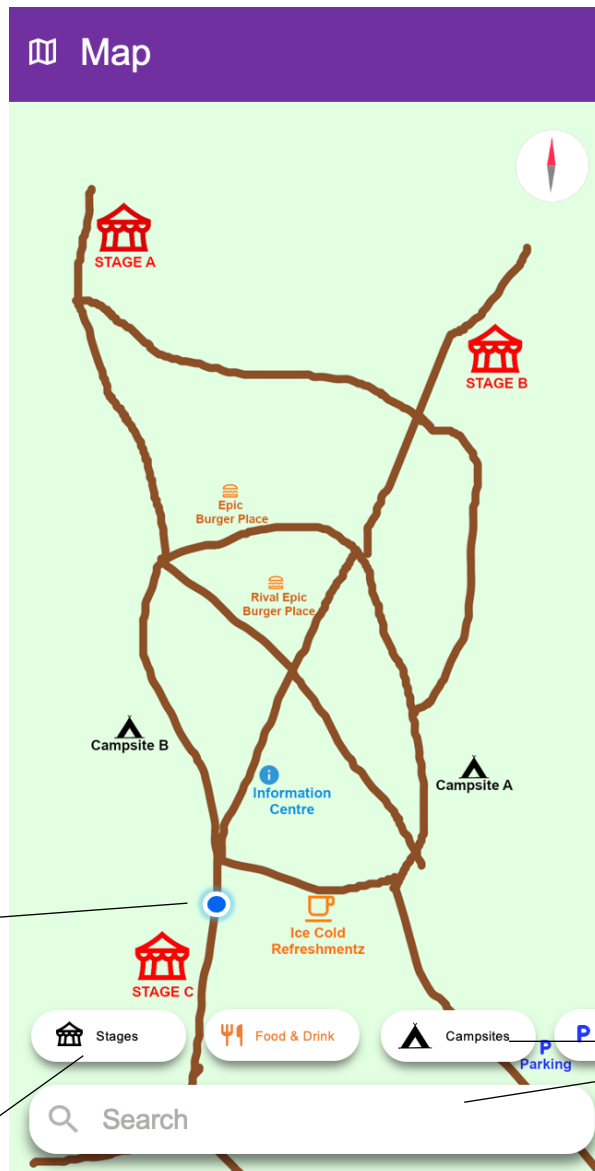 Map
STAGE A
STAGE B
Epic
Burger Place
Rival Epic
Burger Place
Campsite B
Campsite A
Information
Centre
Ice Cold
Refreshmentz
STAGE C
Stages
Food & Drink
Campsites
P
P
Parking
Search